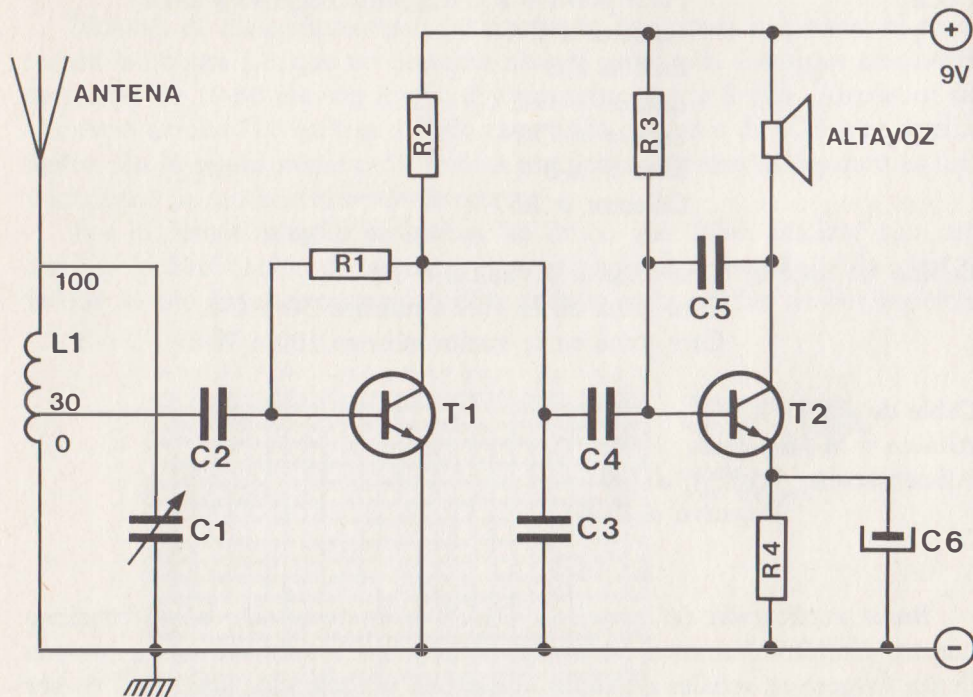 +
9V
ANTENA
R2
R3
ALTAVOZ
100
R1
C5
L1
30
0
C2
T1
C4
T2
C1
C3
R4
C6
−